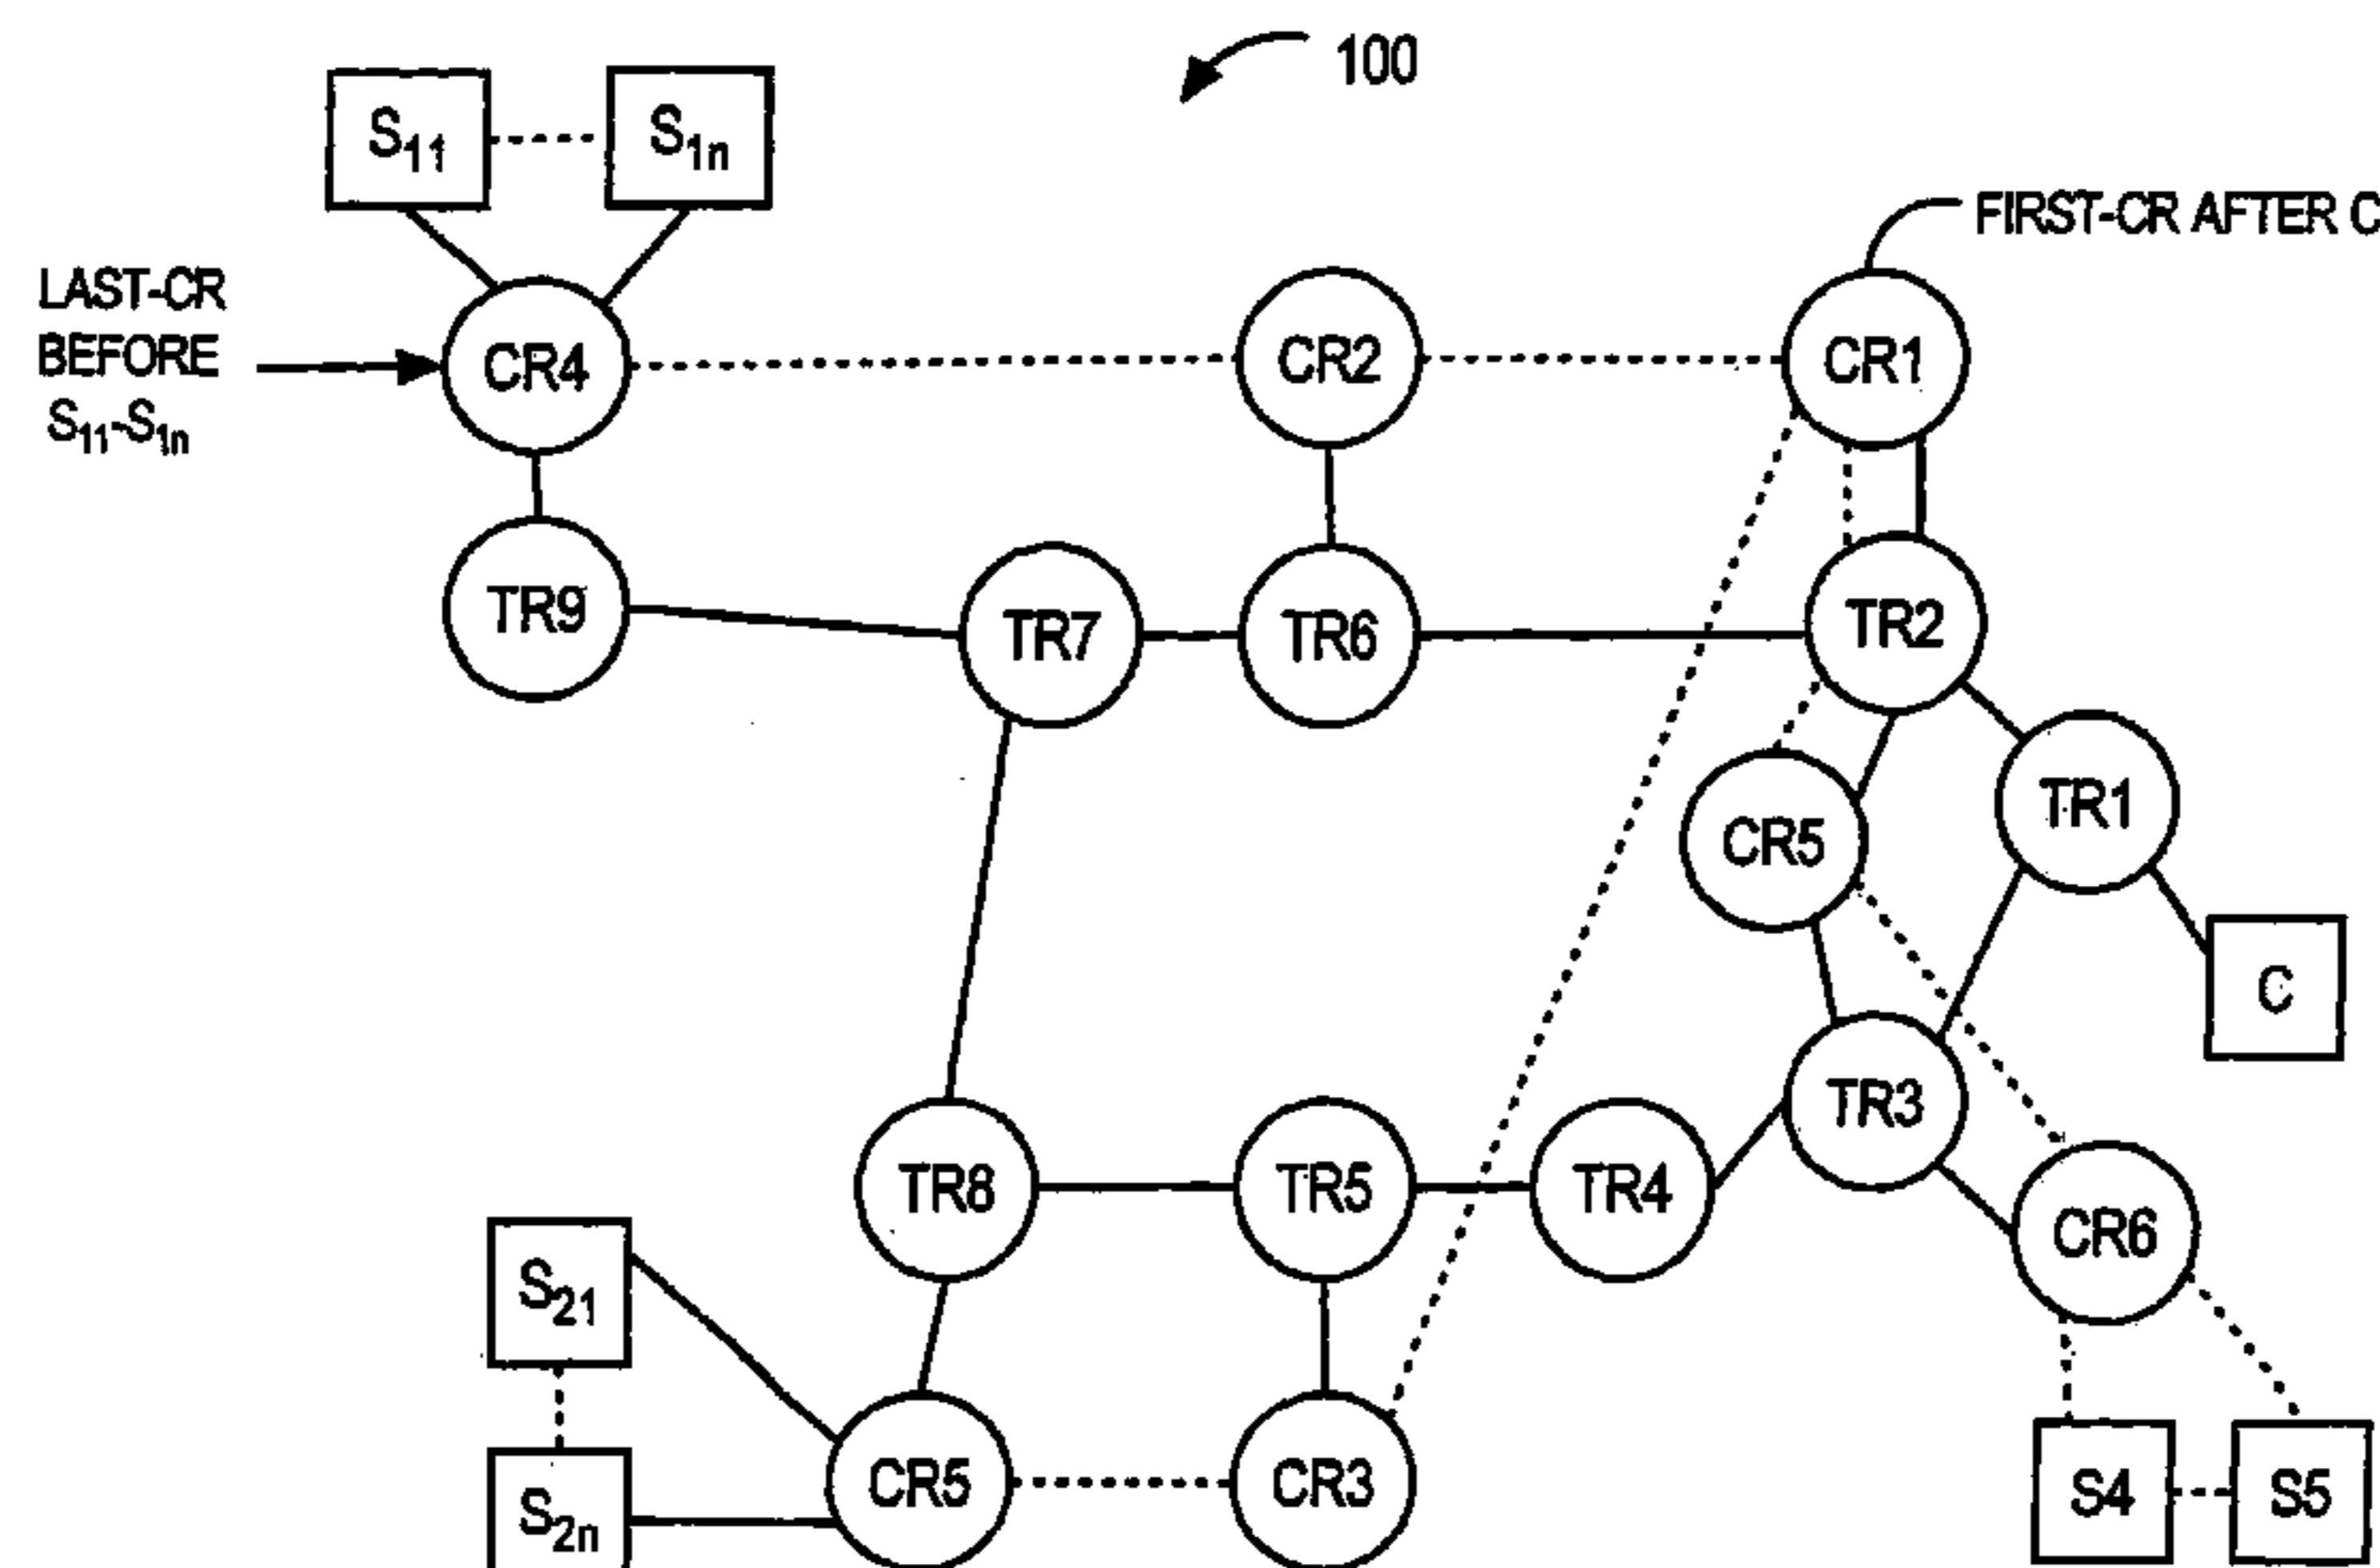 100
S11
S1n
FIRST-CR AFTER C
LAST-CR
BEFORE
S11-S1n
CR4
CR2
CR1
TR9
TR7
TR6
TR2
CR5
TR1
C
TR3
TR8
TR5
TR4
CR6
S21
S2n
CR5
CR3
S4
S5